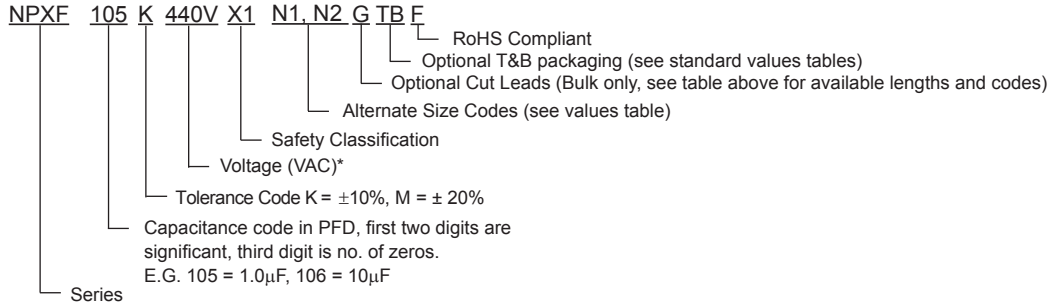 NPXF 105 K 440V X1 N1, N2 G TB F
RoHS Compliant
Optional T&B packaging (see standard values tables)
Optional Cut Leads (Bulk only, see table above for available lengths and codes)
Alternate Size Codes (see values table)
Safety Classification
Voltage (VAC)*
Tolerance Code K = ±10%, M = ± 20%
Capacitance code in PFD, first two digits are
significant, third digit is no. of zeros.
E.G. 105 = 1.0μF, 106 = 10μF
Series